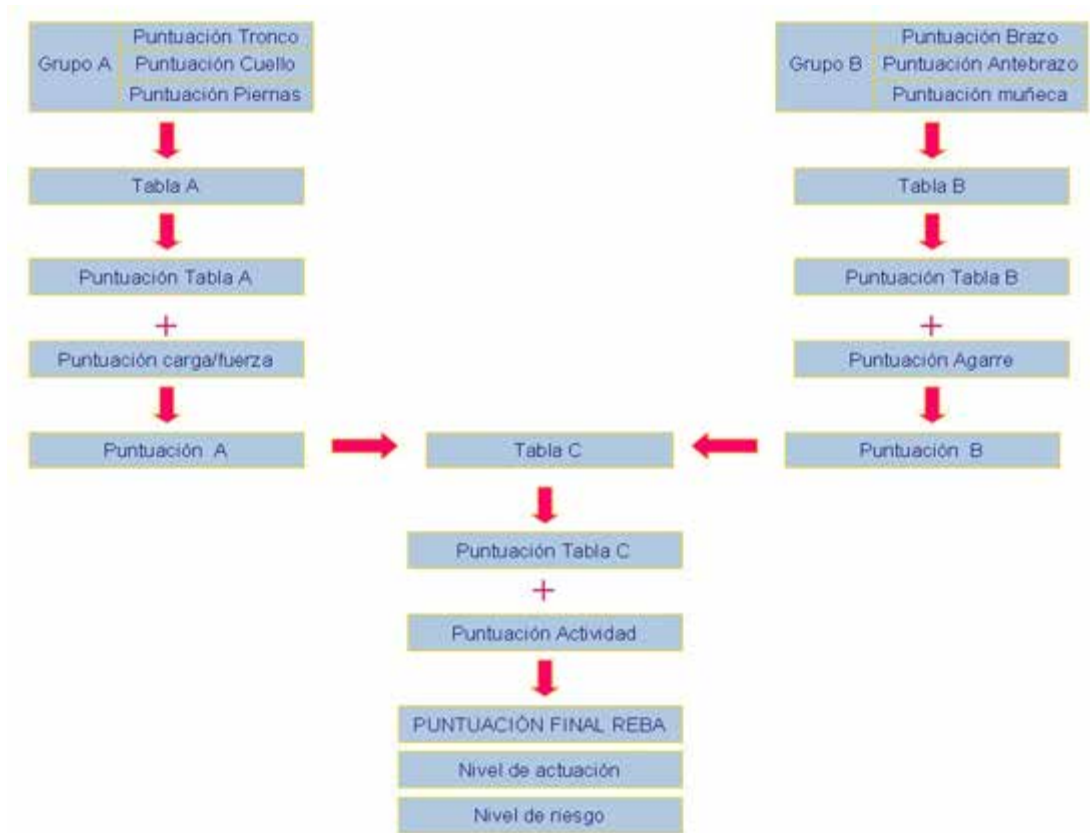 Grupo A
Puntuación Tronco
Puntuación Cuello
Puntuación Piernas
Tabla A
Puntuación Tabla A
+
Puntuación carga/fuerza
Puntuación A
Grupo B
Puntuación Brazo
Puntuación Antebrazo
Puntuación muñeca
Tabla B
Puntuación Tabla B
+
Puntuación Agarre
Puntuación B
Tabla C
Puntuación Tabla C
+
Puntuación Actividad
PUNTUACIÓN FINAL REBA
Nivel de actuación
Nivel de riesgo